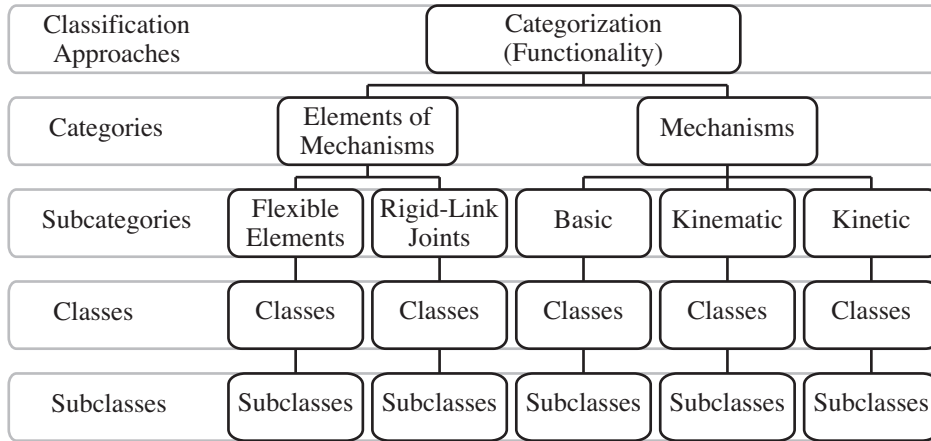 Classification
Approaches
Categorization
(Functionality)
Categories
Elements of
Mechanisms
Mechanisms
Subcategories
Flexible
Elements
Rigid-Link
Joints
Basic
Kinematic
Kinetic
Classes
Classes
Classes
Classes
Classes
Classes
Subclasses
Subclasses
Subclasses
Subclasses
Subclasses
Subclasses